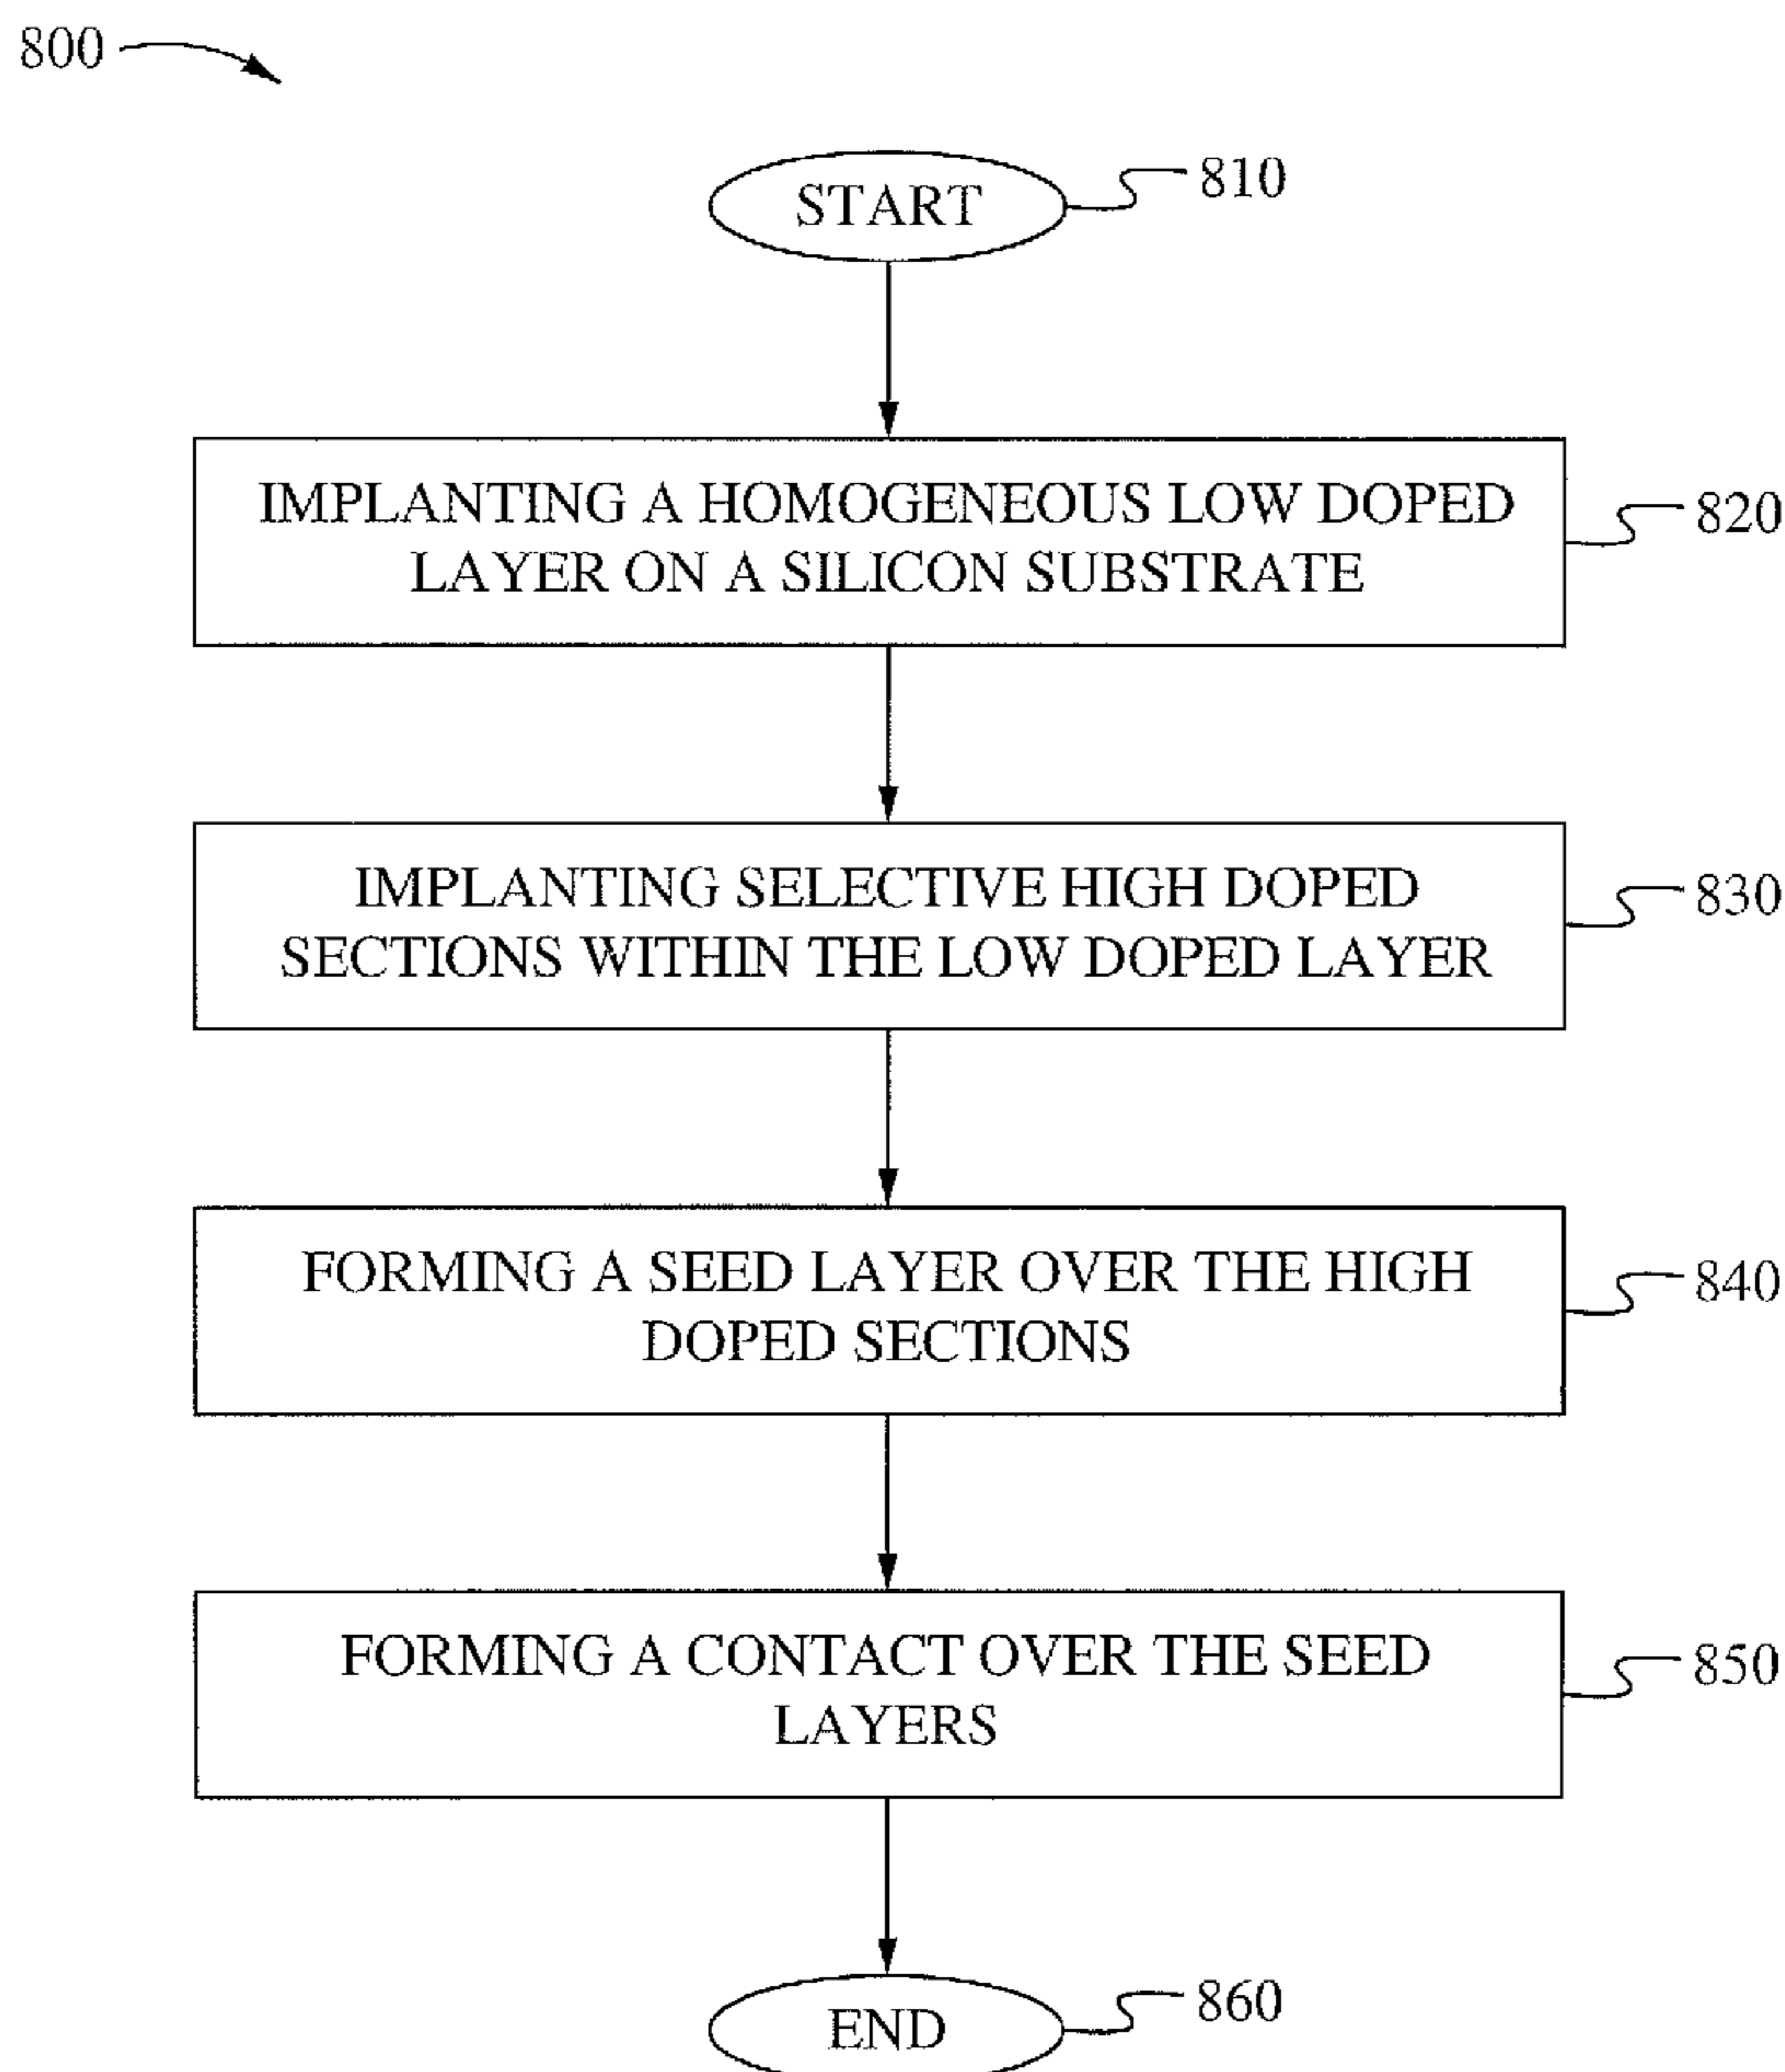 800
START
810
IMPLANTING A HOMOGENEOUS LOW DOPED
LAYER ON A SILICON SUBSTRATE
820
IMPLANTING SELECTIVE HIGH DOPED
SECTIONS WITHIN THE LOW DOPED LAYER
830
FORMING A SEED LAYER OVER THE HIGH
DOPED SECTIONS
840
FORMING A CONTACT OVER THE SEED
LAYERS
850
END
860